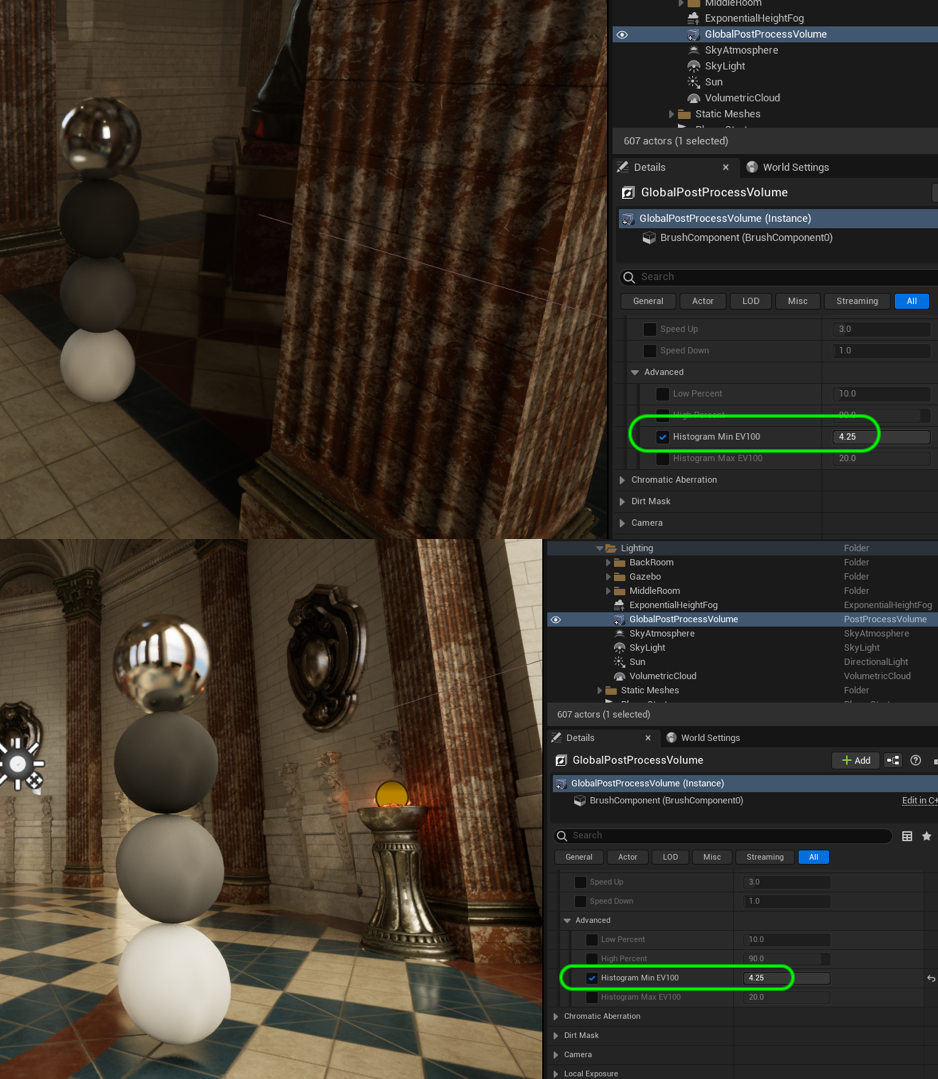 MiddleRoom
ExponentialHeightFog
GlobalPostProcessVolume
SkyAtmosphere
SkyLight
Sun
VolumetricCloud
Static Meshes
607 actors (1 selected)
Details
World Settings
GlobalPostProcessVolume
GlobalPostProcessVolume (Instance)
BrushComponent (BrushComponent0)
Search
General Actor LOD Misc Streaming All
Speed Up 3.0
Speed Down 1.0
Advanced
Low Percent 10.0
High Percent 90.0
Histogram Min EV100 4.25
Histogram Max EV100 20.0
Chromatic Aberration
Dirt Mask
Camera
Lighting Folder
BackRoom Folder
Gazebo Folder
MiddleRoom Folder
ExponentialHeightFog ExponentialHeightFog
GlobalPostProcessVolume PostProcessVolume
SkyAtmosphere SkyAtmosphere
SkyLight SkyLight
Sun DirectionalLight
VolumetricCloud VolumetricCloud
Static Meshes Folder
607 actors (1 selected)
Details World Settings
GlobalPostProcessVolume Add
GlobalPostProcessVolume (Instance)
BrushComponent (BrushComponent0) Edit in C+
Search
General Actor LOD Misc Streaming All
Speed Up 3.0
Speed Down 1.0
Advanced
Low Percent 10.0
High Percent 90.0
Histogram Min EV100 4.25
Histogram Max EV100 20.0
Chromatic Aberration
Dirt Mask
Camera
Local Exposure